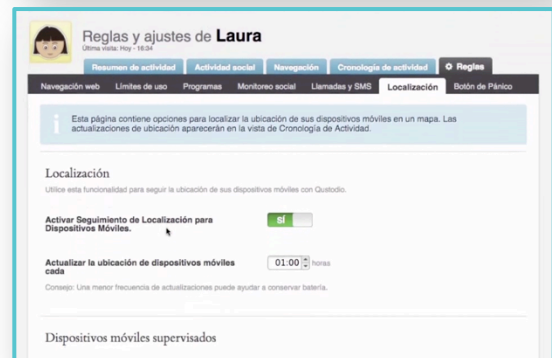 Reglas y ajustes de Laura
Última visita: Hoy - 16:34
Resumen de actividad Actividad social Navegación Cronología de actividad Reglas
Navegación web Límites de uso Programas Monitoreo social Llamadas y SMS Localización Botón de Pánico
Esta página contiene opciones para localizar la ubicación de sus dispositivos móviles en un mapa. Las
actualizaciones de ubicación aparecerán en la vista de Cronología de Actividad.
Localización
Utilice esta funcionalidad para seguir la ubicación de sus dispositivos móviles con Qustodio.
Activar Seguimiento de Localización para
Dispositivos Móviles.
SÍ
Actualizar la ubicación de dispositivos móviles
cada
01:00 horas
Consejo: Una menor frecuencia de actualizaciones puede ayudar a conservar batería.
Dispositivos móviles supervisados